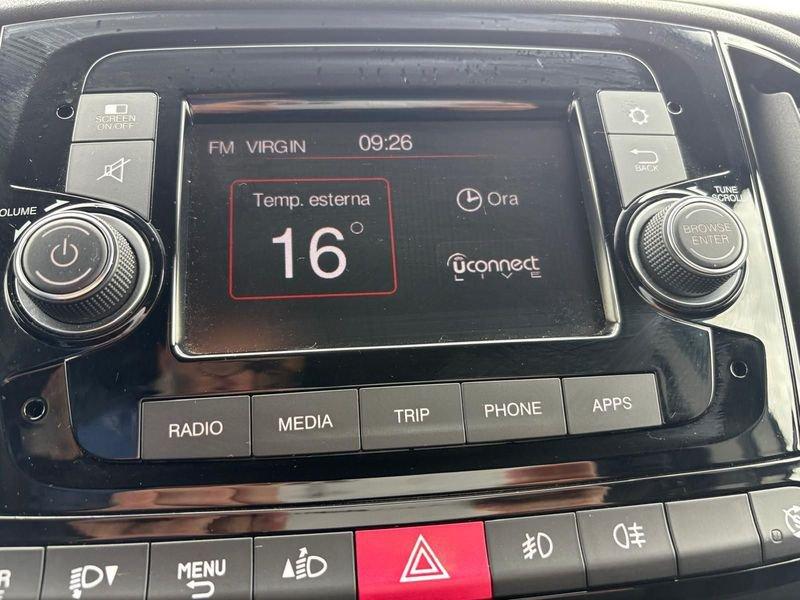 SCREEN
ON/OFF
FM VIRGIN 09:26
BACK
VOLUME
TUNE
SCROLL
Temp. esterna
16°
Ora
uconnect
LIVE
BROWSE
ENTER
RADIO
MEDIA
TRIP
PHONE
APPS
MENU